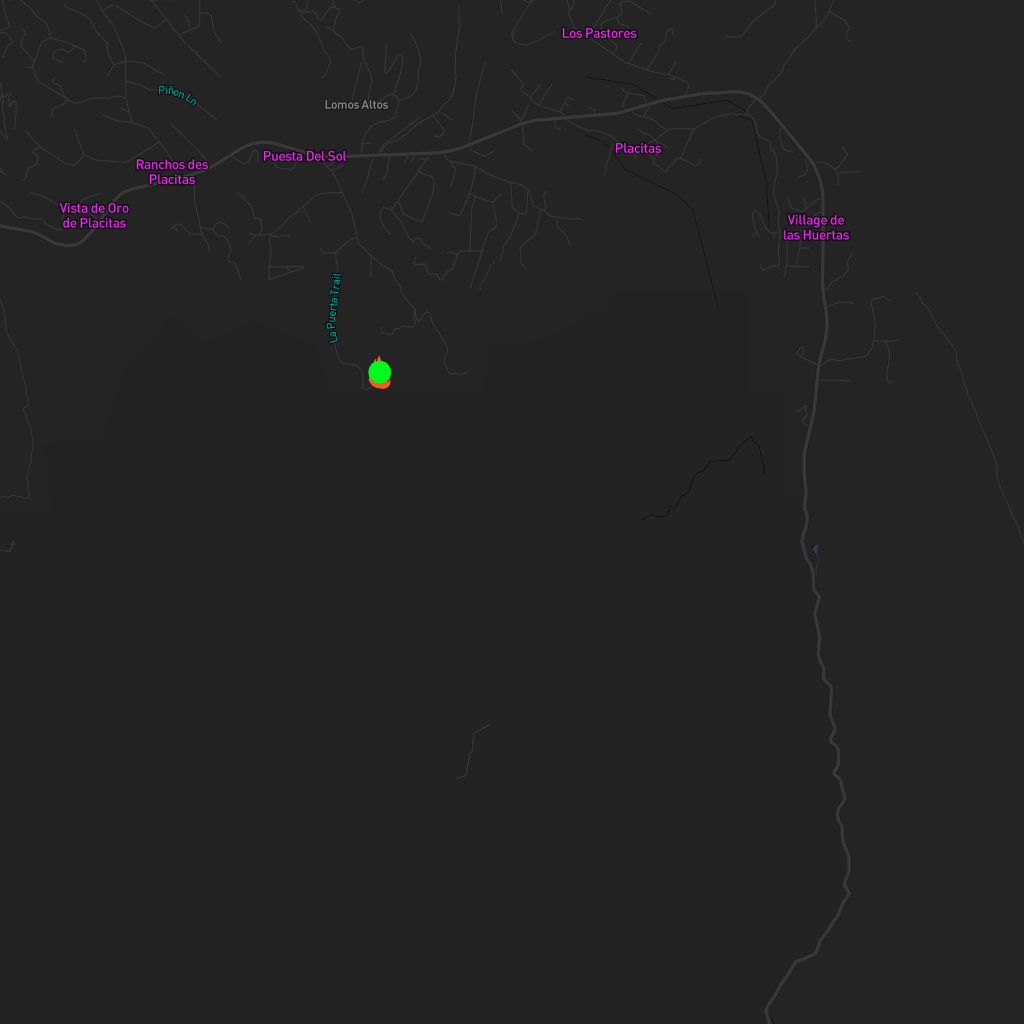 Los Pastores
Piñon Ln
Lomos Altos
Placitas
Puesta Del Sol
Ranchos des
Placitas
Vista de Oro
de Placitas
Village de
las Huertas
La Puerta Trail